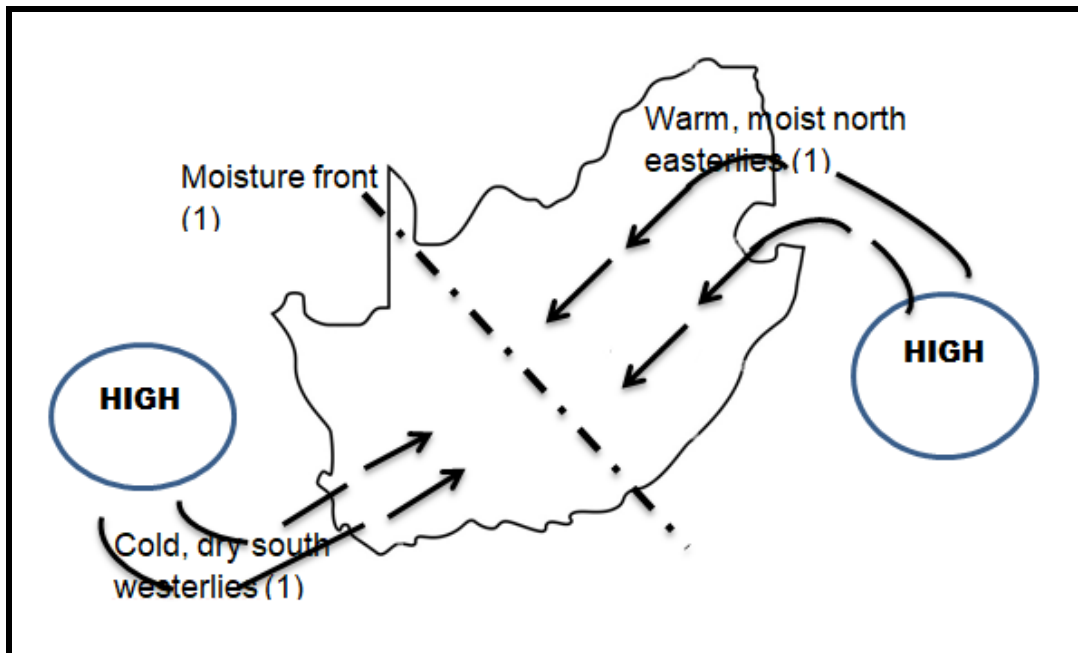 Warm, moist north
easterlies (1)
Moisture front
(1)
HIGH
HIGH
Cold, dry south
westerlies (1)